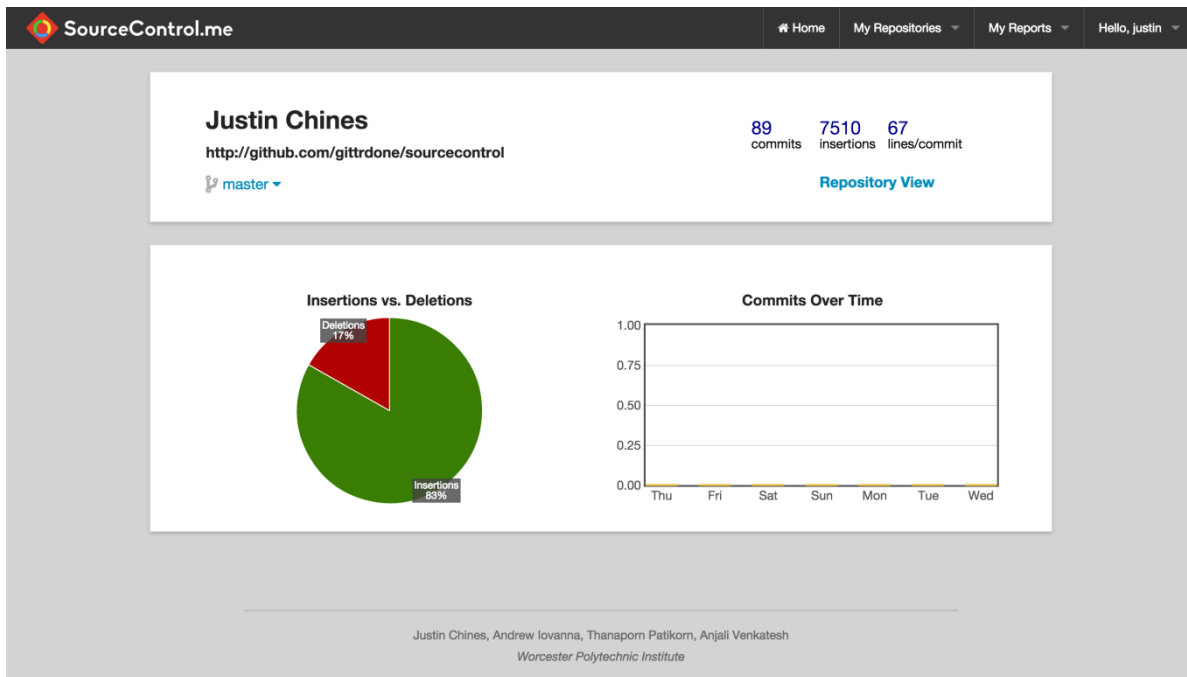 SourceControl.me
Home
My Repositories
My Reports
Hello, justin
Justin Chines
http://github.com/gittrdone/sourcecontrol
master
89
commits
7510
insertions
67
lines/commit
Repository View
Insertions vs. Deletions
Deletions
17%
Insertions
83%
Commits Over Time
1.00
0.75
0.50
0.25
0.00
Thu Fri Sat Sun Mon Tue Wed
Justin Chines, Andrew Iovanna, Thanaporn Patikorn, Anjali Venkatesh
Worcester Polytechnic Institute